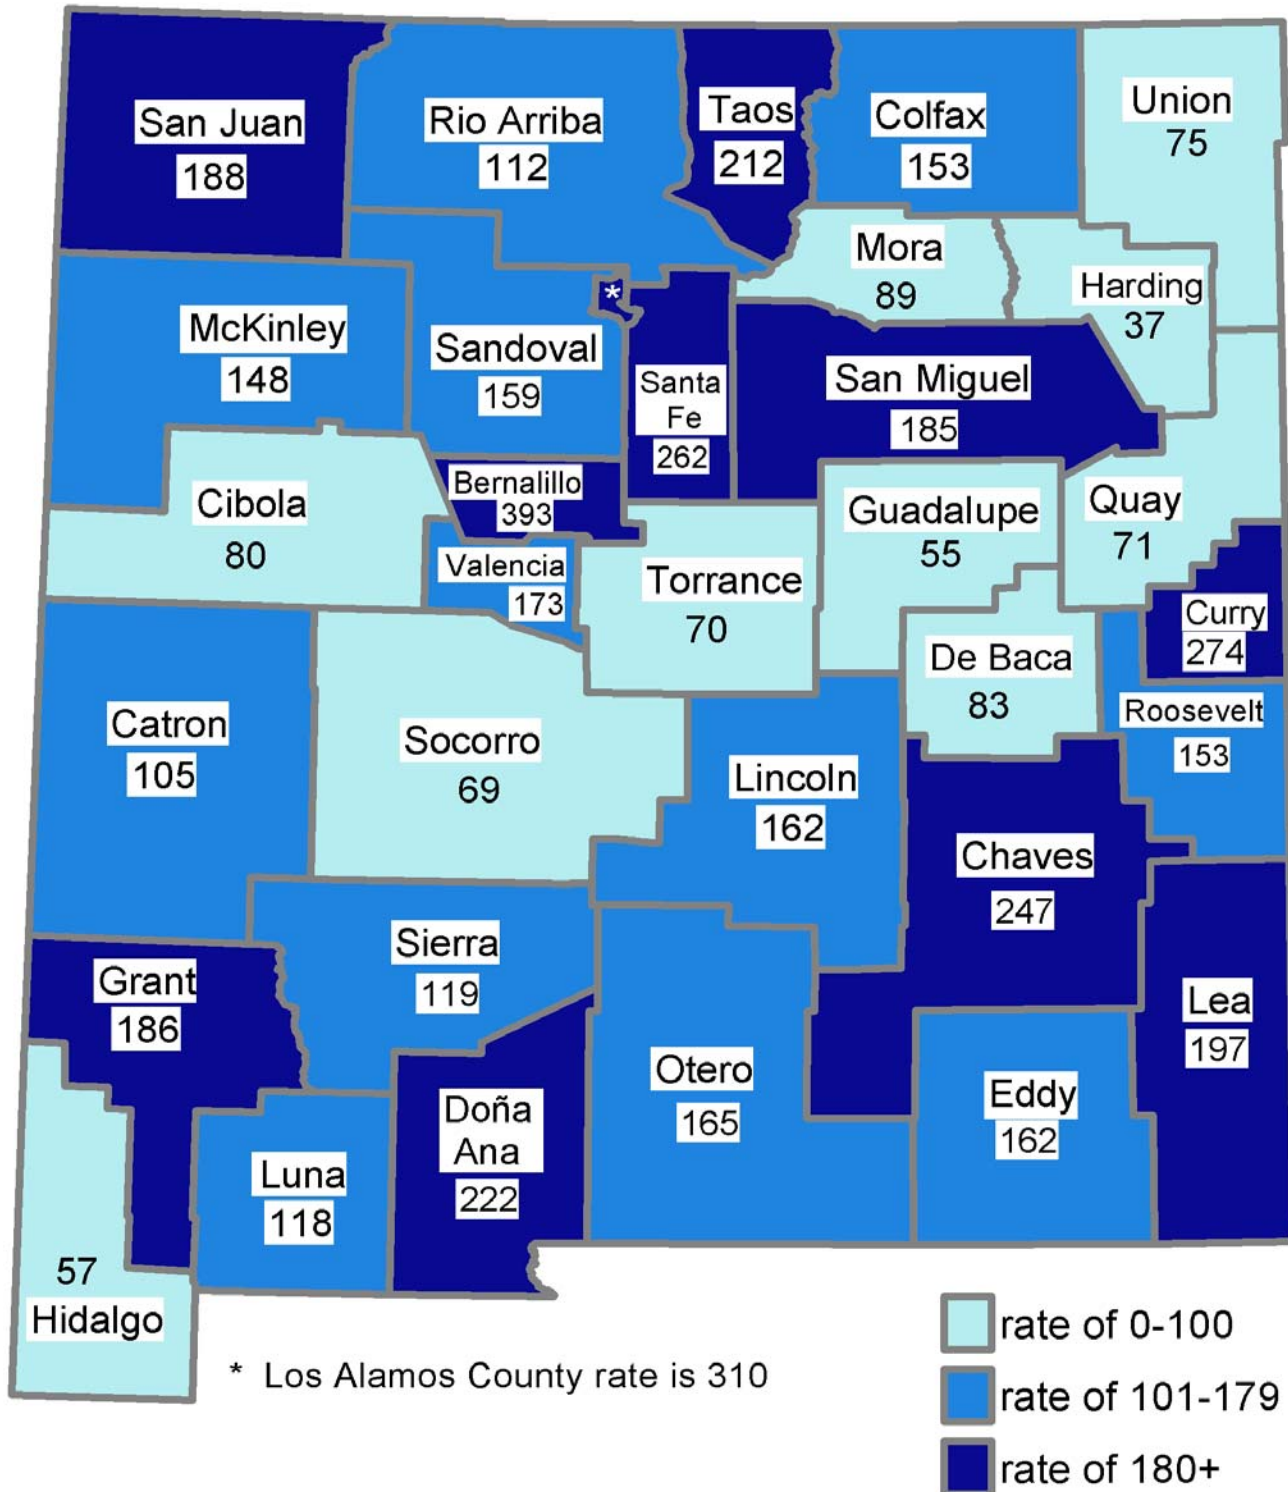 San Juan
188
Rio Arriba
112
Taos
212
Colfax
153
Union
75
Mora
89
Harding
37
McKinley
148
Sandoval
159
*
Santa
Fe
262
San Miguel
185
Bernalillo
393
Cibola
80
Valencia
173
Torrance
70
Guadalupe
55
Quay
71
Curry
274
De Baca
83
Roosevelt
153
Catron
105
Socorro
69
Lincoln
162
Chaves
247
Sierra
119
Grant
186
Lea
197
Otero
165
Eddy
162
Doña
Ana
222
Luna
118
57
Hidalgo
* Los Alamos County rate is 310
rate of 0-100
rate of 101-179
rate of 180+